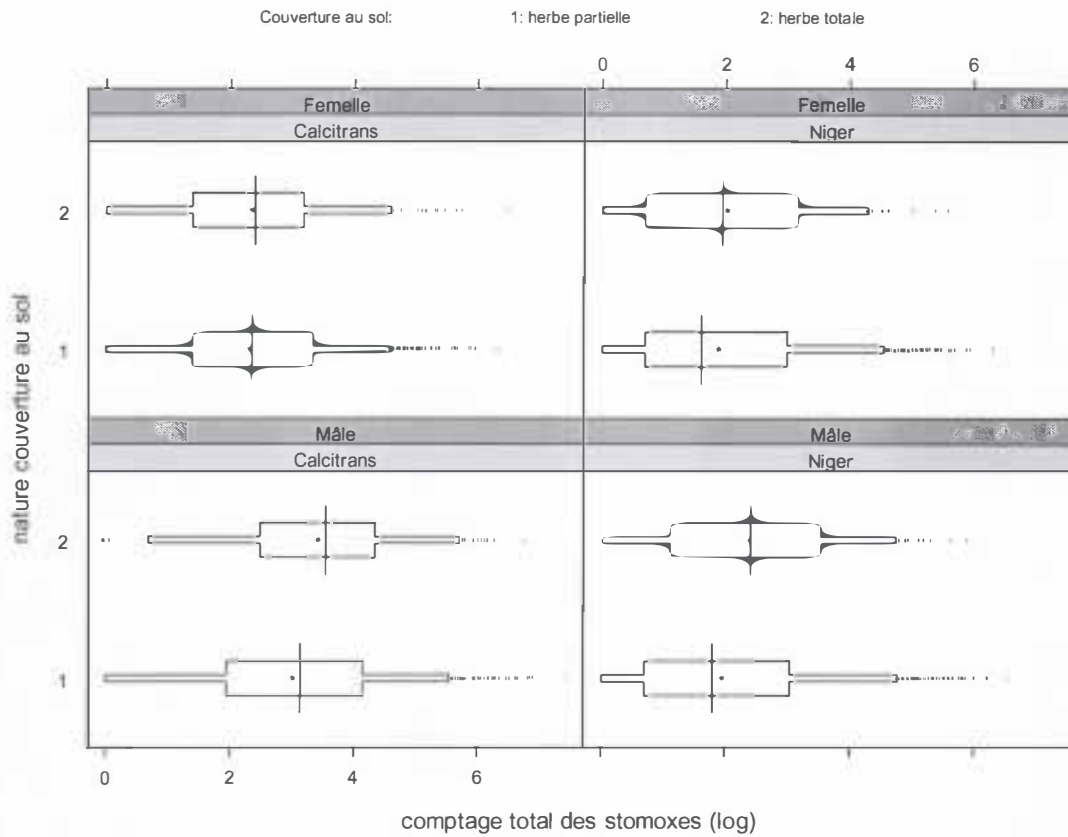 Couverture au sol: 1: herbe partielle 2: herbe totale
0 2 4 6
Femelle Femelle
Calcitrans Niger
2
1
nature couverture au sol
Mâle Mâle
Calcitrans Niger
2
1
0 2 4 6
comptage total des stomoxes (log)